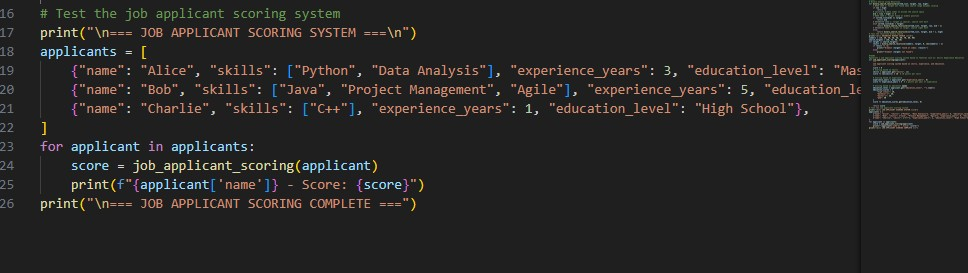 16 # Test the job applicant scoring system
17 print("\n=== JOB APPLICANT SCORING SYSTEM ===\n")
18 applicants = [
19 {"name": "Alice", "skills": ["Python", "Data Analysis"], "experience_years": 3, "education_level": "Mas
20 {"name": "Bob", "skills": ["Java", "Project Management", "Agile"], "experience_years": 5, "education_le
21 {"name": "Charlie", "skills": ["C++"], "experience_years": 1, "education_level": "High School"},
22 ]
23 for applicant in applicants:
24 score = job_applicant_scoring(applicant)
25 print(f"{applicant['name']} - Score: {score}")
26 print("\n=== JOB APPLICANT SCORING COMPLETE ===")